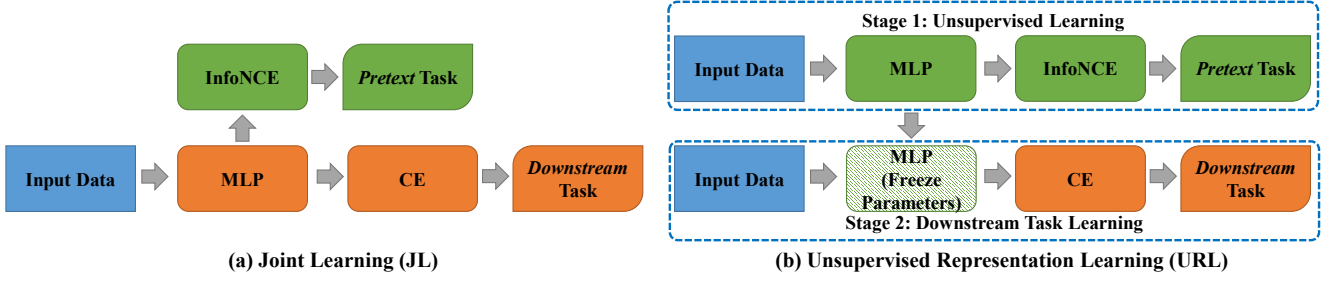 InfoNCE
Pretext Task
Input Data
MLP
CE
Downstream
Task
(a) Joint Learning (JL)
Stage 1: Unsupervised Learning
Input Data
MLP
InfoNCE
Pretext Task
Input Data
MLP
(Freeze
Parameters)
CE
Downstream
Task
Stage 2: Downstream Task Learning
(b) Unsupervised Representation Learning (URL)